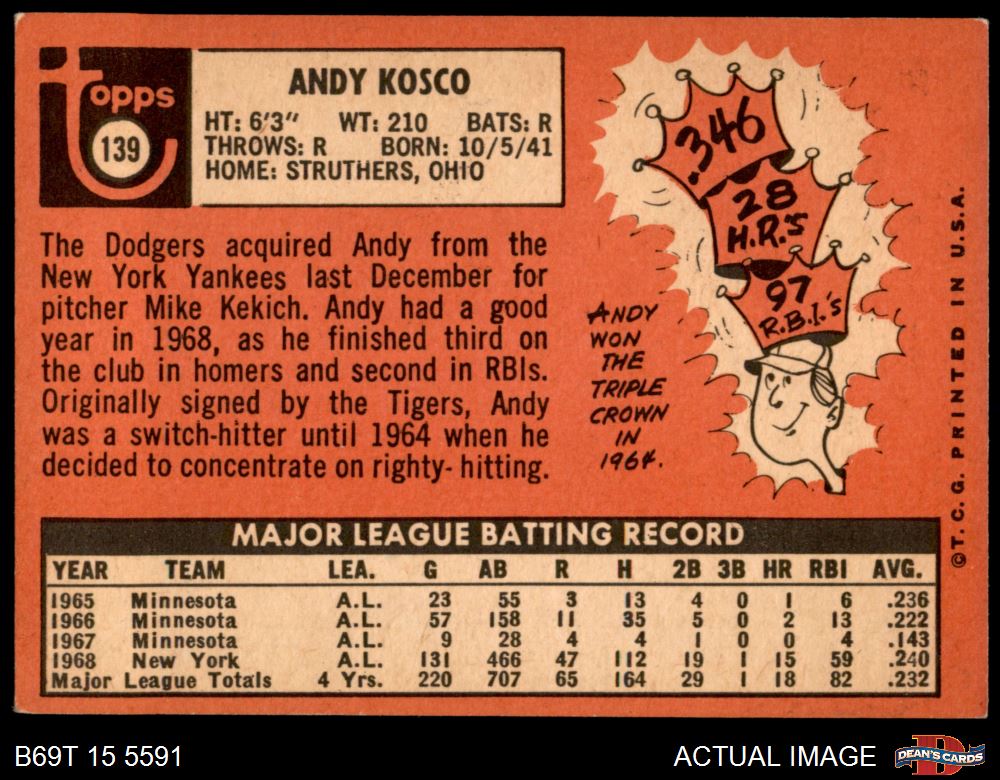 topps
139
ANDY KOSCO
HT: 6'3" WT: 210 BATS: R
THROWS: R BORN: 10/5/41
HOME: STRUTHERS, OHIO
The Dodgers acquired Andy from the
New York Yankees last December for
pitcher Mike Kekich. Andy had a good
year in 1968, as he finished third on
the club in homers and second in RBIs.
Originally signed by the Tigers, Andy
was a switch-hitter until 1964 when he
decided to concentrate on righty- hitting.
.346
28
H.R.'S
97
R.B.I.'s
ANDY
WON
THE
TRIPLE
CROWN
IN
1964.
©T.C.G. PRINTED IN U.S.A.
MAJOR LEAGUE BATTING RECORD
YEAR TEAM LEA. G AB R H 2B 3B HR RBI AVG.
1965 Minnesota A.L. 23 55 3 13 4 0 1 6 .236
1966 Minnesota A.L. 57 158 11 35 5 0 2 13 .222
1967 Minnesota A.L. 9 28 4 4 1 0 0 4 .143
1968 New York A.L. 131 466 47 112 19 1 15 59 .240
Major League Totals 4 Yrs. 220 707 65 164 29 1 18 82 .232
B69T 15 5591
ACTUAL IMAGE
DEAN'S CARDS